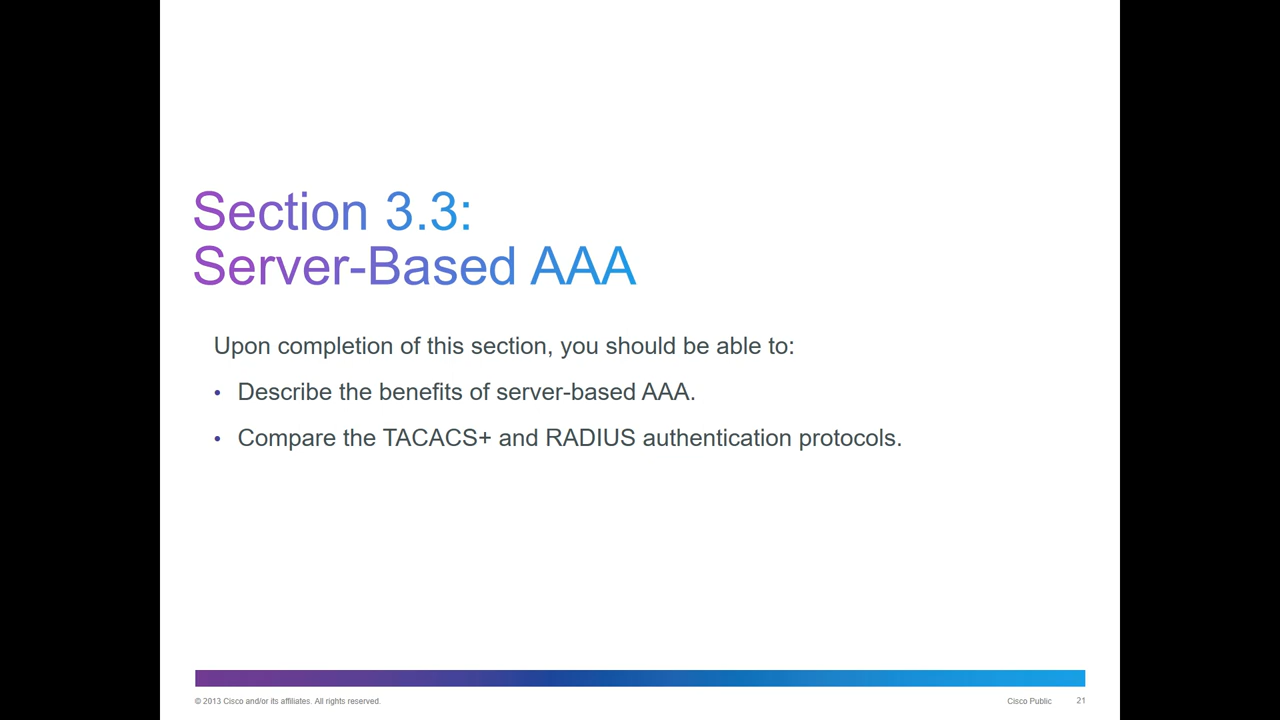 Section 3.3:
Server-Based AAA
Upon completion of this section, you should be able to:
• Describe the benefits of server-based AAA.
• Compare the TACACS+ and RADIUS authentication protocols.
© 2013 Cisco and/or its affiliates. All rights reserved.
Cisco Public 21